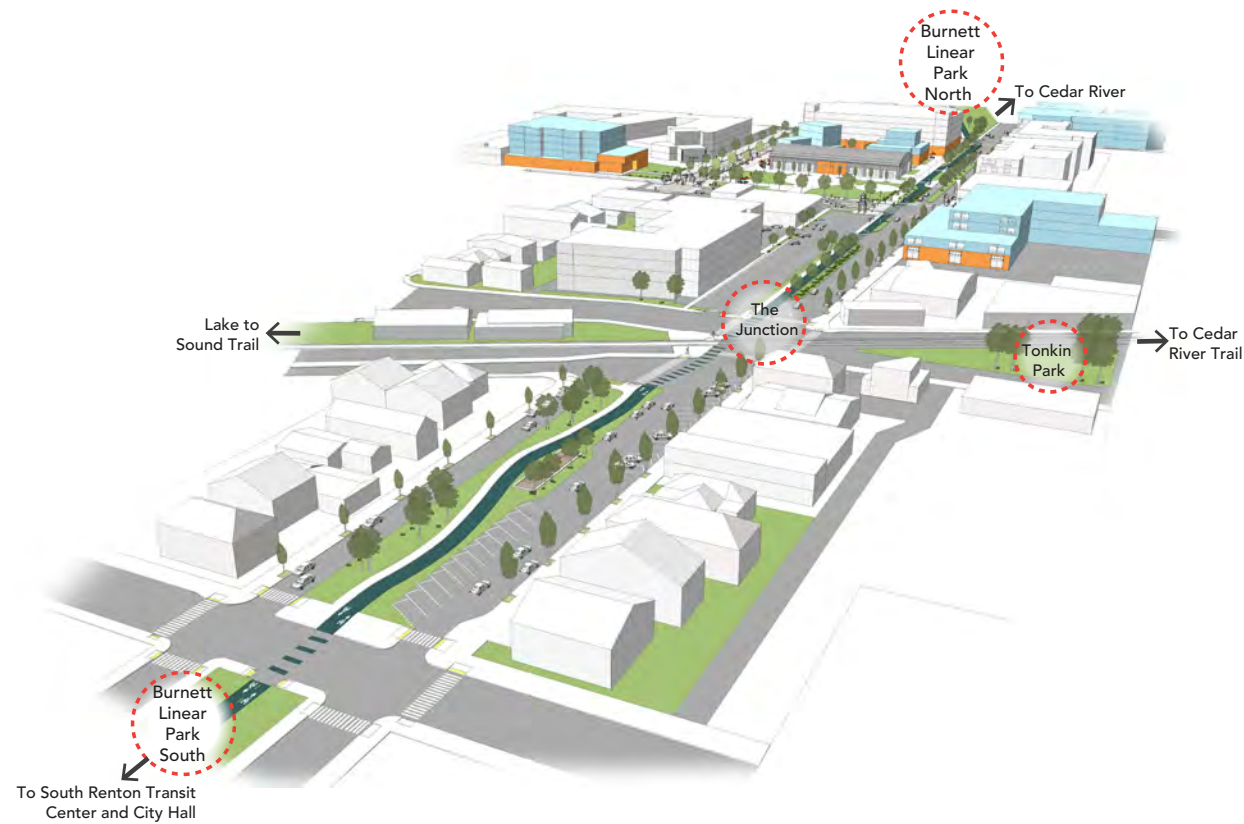 Burnett
Linear
Park
North
To Cedar River
The
Junction
Lake to
Sound Trail
To Cedar
River Trail
Tonkin
Park
Burnett
Linear
Park
South
To South Renton Transit
Center and City Hall